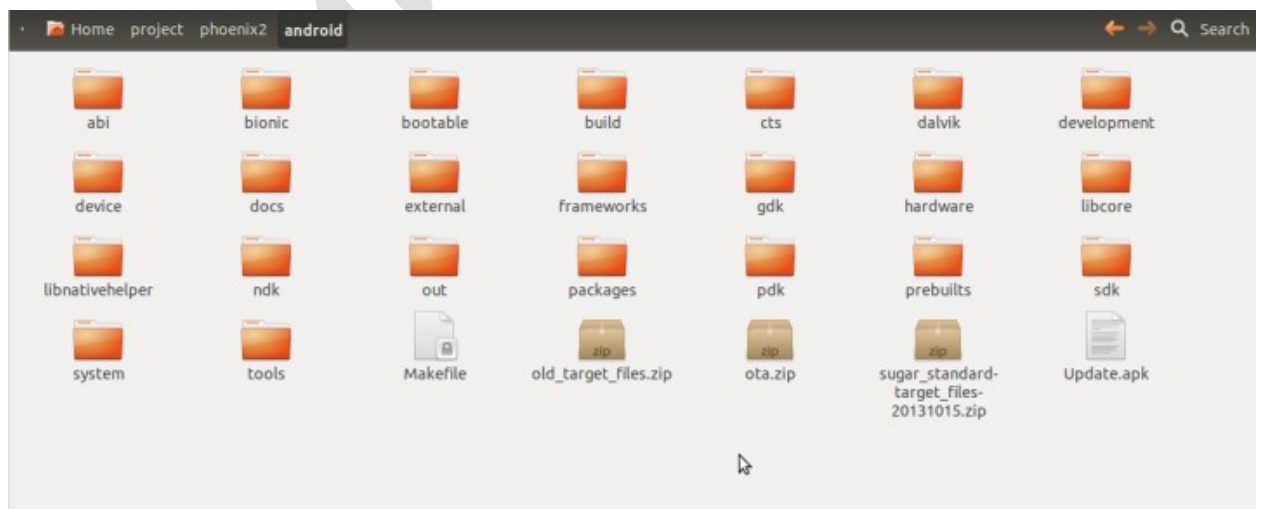 Home project phoenix2 android Search
abi bionic bootable build cts dalvik development
device docs external frameworks gdk hardware libcore
libnativehelper ndk out packages pdk prebuilts sdk
zip zip zip
system tools Makefile old_target_files.zip ota.zip sugar_standard- Update.apk
target_files-
20131015.zip